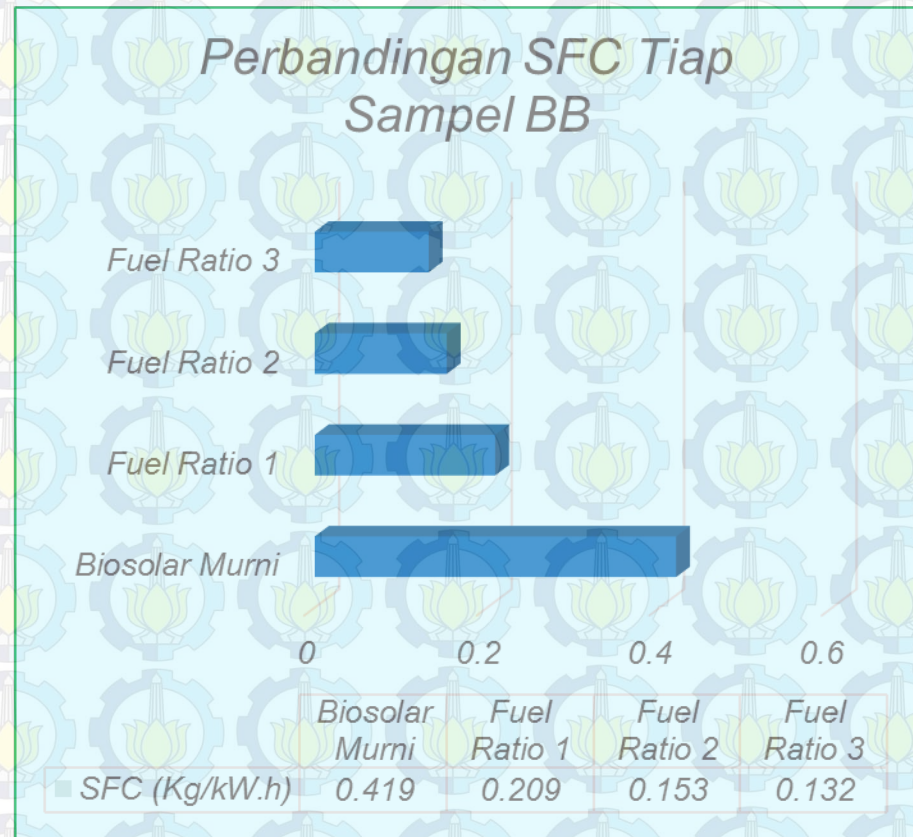 Perbandingan SFC Tiap
Sampel BB
Fuel Ratio 3
Fuel Ratio 2
Fuel Ratio 1
Biosolar Murni
0 0.2 0.4 0.6
Biosolar Murni Fuel Ratio 1 Fuel Ratio 2 Fuel Ratio 3
SFC (Kg/kW.h) 0.419 0.209 0.153 0.132